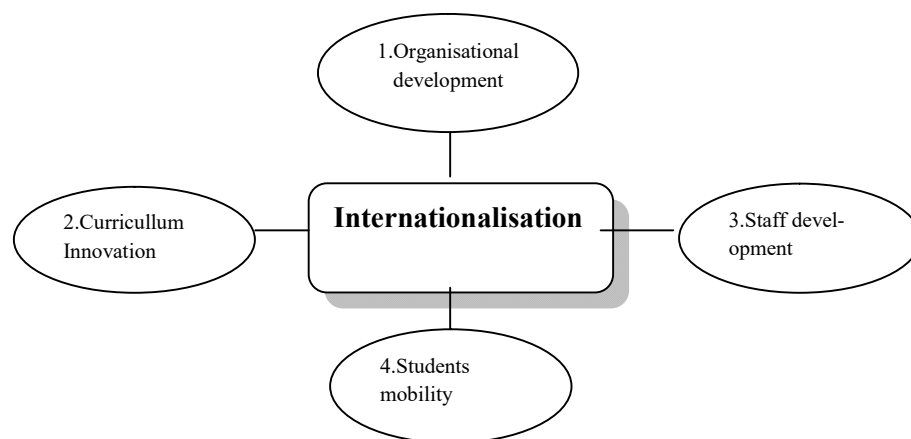 1.Organisational
development
Internationalisation
2.Curricullum
Innovation
3.Staff devel-
opment
4.Students
mobility